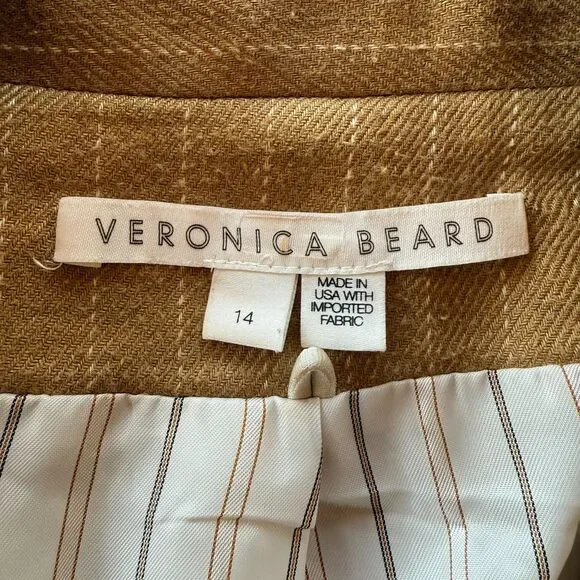 VERONICA BEARD
14
MADE IN
USA WITH
IMPORTED
FABRIC